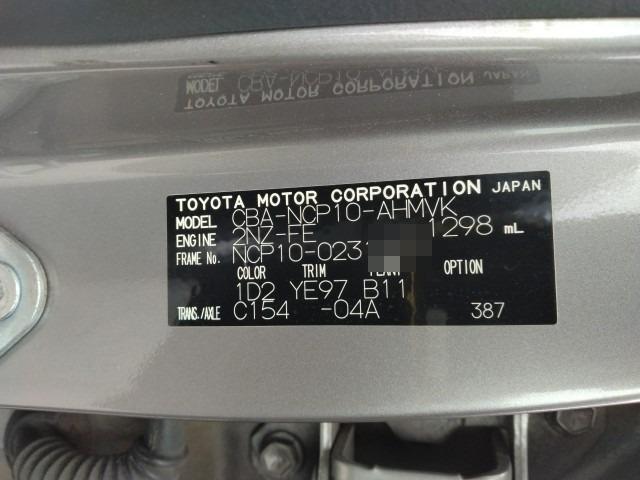 TOYOTA MOTOR CORPORATION JAPAN
MODEL CBA-NCP10-AHMVK
ENGINE 2NZ-FE 1298 mL
FRAME No. NCP10-0231
COLOR TRIM PLANT OPTION
1D2 YE97 B11
TRANS./AXLE C154 -04A 387